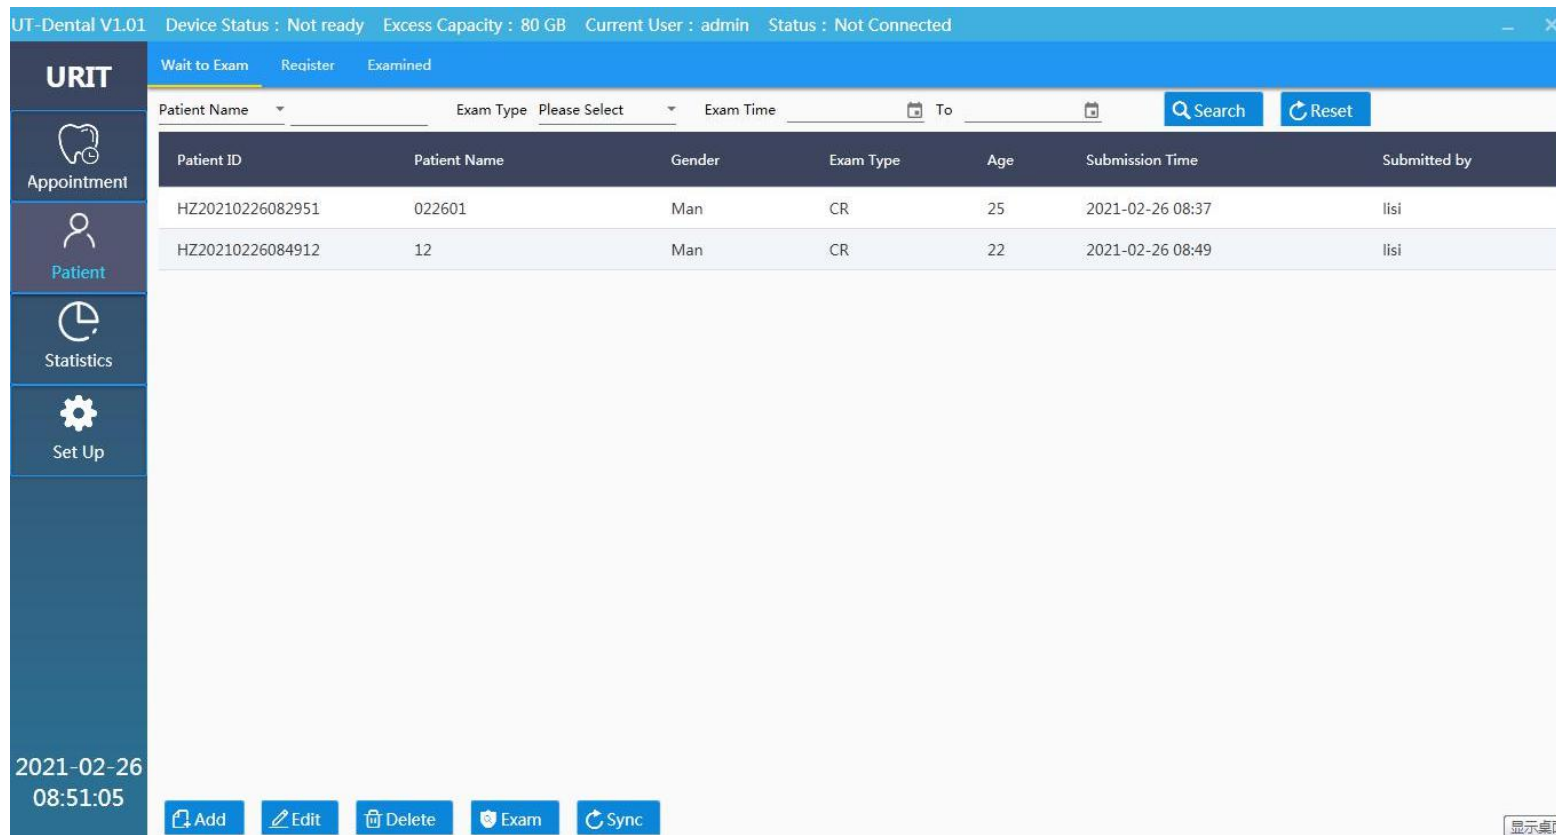 UT-Dental V1.01 Device Status : Not ready Excess Capacity : 80 GB Current User : admin Status : Not Connected
URIT
Wait to Exam Register Examined
Patient Name Exam Type Please Select Exam Time To Search Reset
Patient ID Patient Name Gender Exam Type Age Submission Time Submitted by
HZ20210226082951 022601 Man CR 25 2021-02-26 08:37 lisi
HZ20210226084912 12 Man CR 22 2021-02-26 08:49 lisi
Appointment
Patient
Statistics
Set Up
2021-02-26
08:51:05
Add Edit Delete Exam Sync
显示桌